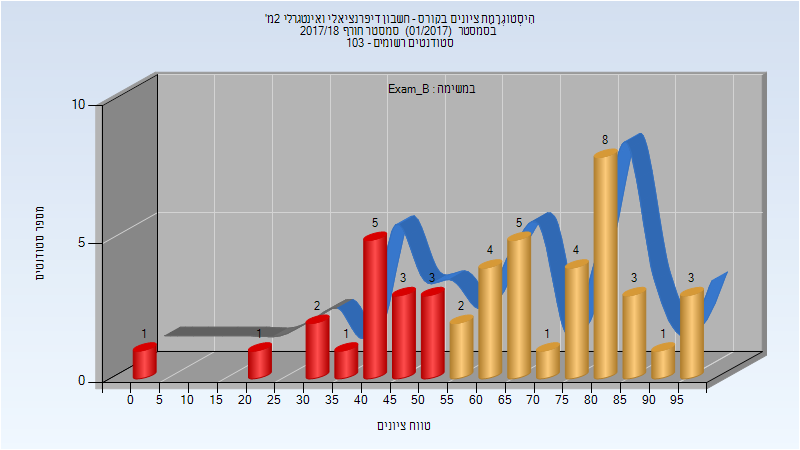 הִיסְטוֹגְרָמַת ציונים בקורס - חשבון דיפרנציאלי ואינטגרלי 2מ'
בסמסטר (01/2017) סמסטר חורף 2017/18
סטודנטים רשומים - 103
במשימה : Exam_B
מספר סטודנטים
10
5
0
1
1
2
1
5
3
3
2
4
5
1
4
8
3
1
3
0 5 10 15 20 25 30 35 40 45 50 55 60 65 70 75 80 85 90 95
טווח ציונים